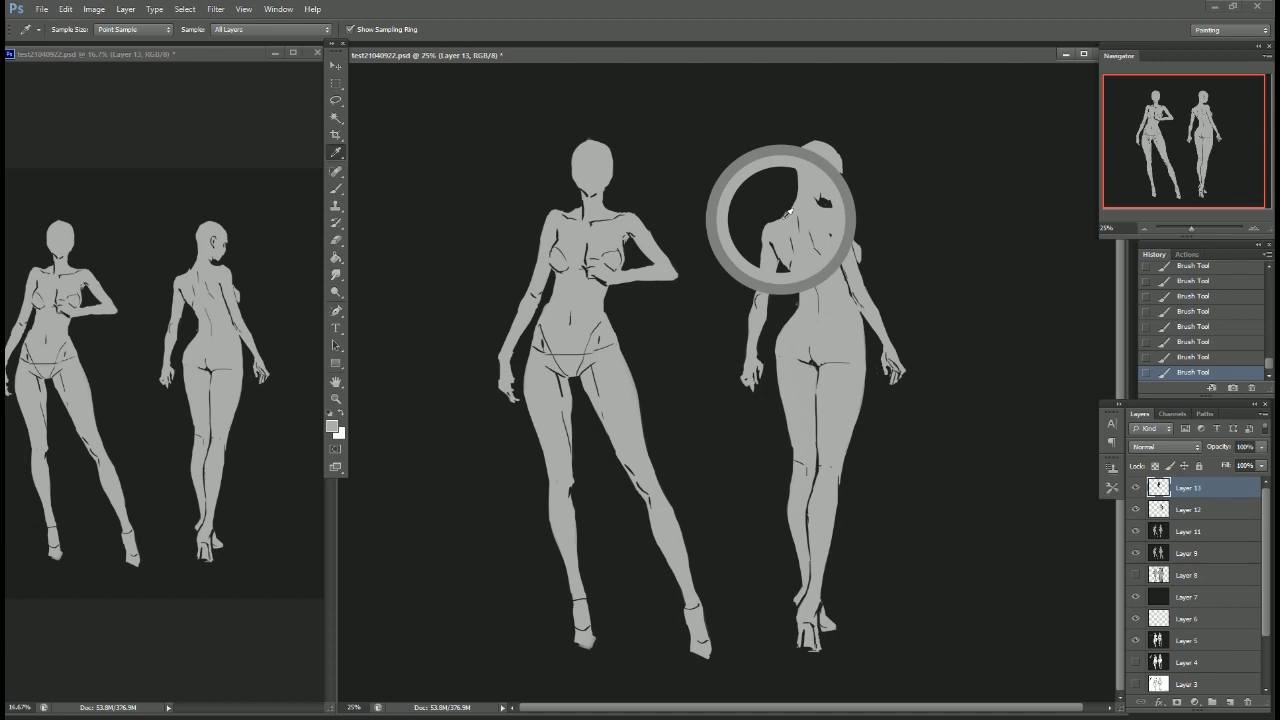 Ps File Edit Image Layer Type Select Filter View Window Help
Sample Size: Point Sample Sample: All Layers Show Sampling Ring Painting
Ps test21040922.psd @ 16.7% (Layer 13, RGB/8) *
test21040922.psd @ 25% (Layer 13, RGB/8) *
Navigator
25%
History Actions
Brush Tool
Brush Tool
Brush Tool
Brush Tool
Brush Tool
Brush Tool
Brush Tool
Brush Tool
Layers Channels Paths
Kind
Normal Opacity: 100%
Lock: Fill: 100%
Layer 13
Layer 12
Layer 11
Layer 9
Layer 8
Layer 7
Layer 6
Layer 5
Layer 4
Layer 3
16.67% Doc: 53.8M/376.9M
25% Doc: 53.8M/376.9M